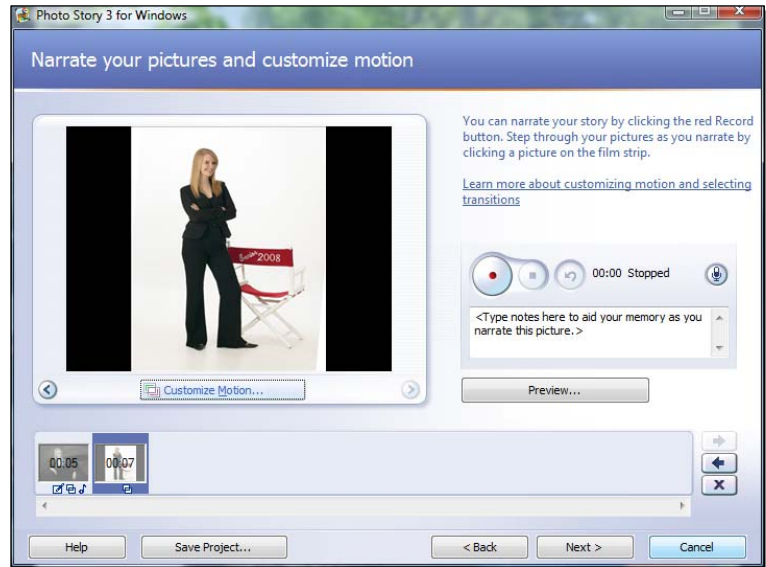 Photo Story 3 for Windows
Narrate your pictures and customize motion
You can narrate your story by clicking the red Record
button. Step through your pictures as you narrate by
clicking a picture on the film strip.
Learn more about customizing motion and selecting
transitions
Senior 2008
00:00 Stopped
<Type notes here to aid your memory as you
narrate this picture.>
Customize Motion...
Preview...
00:05 00:07
Help Save Project... < Back Next > Cancel